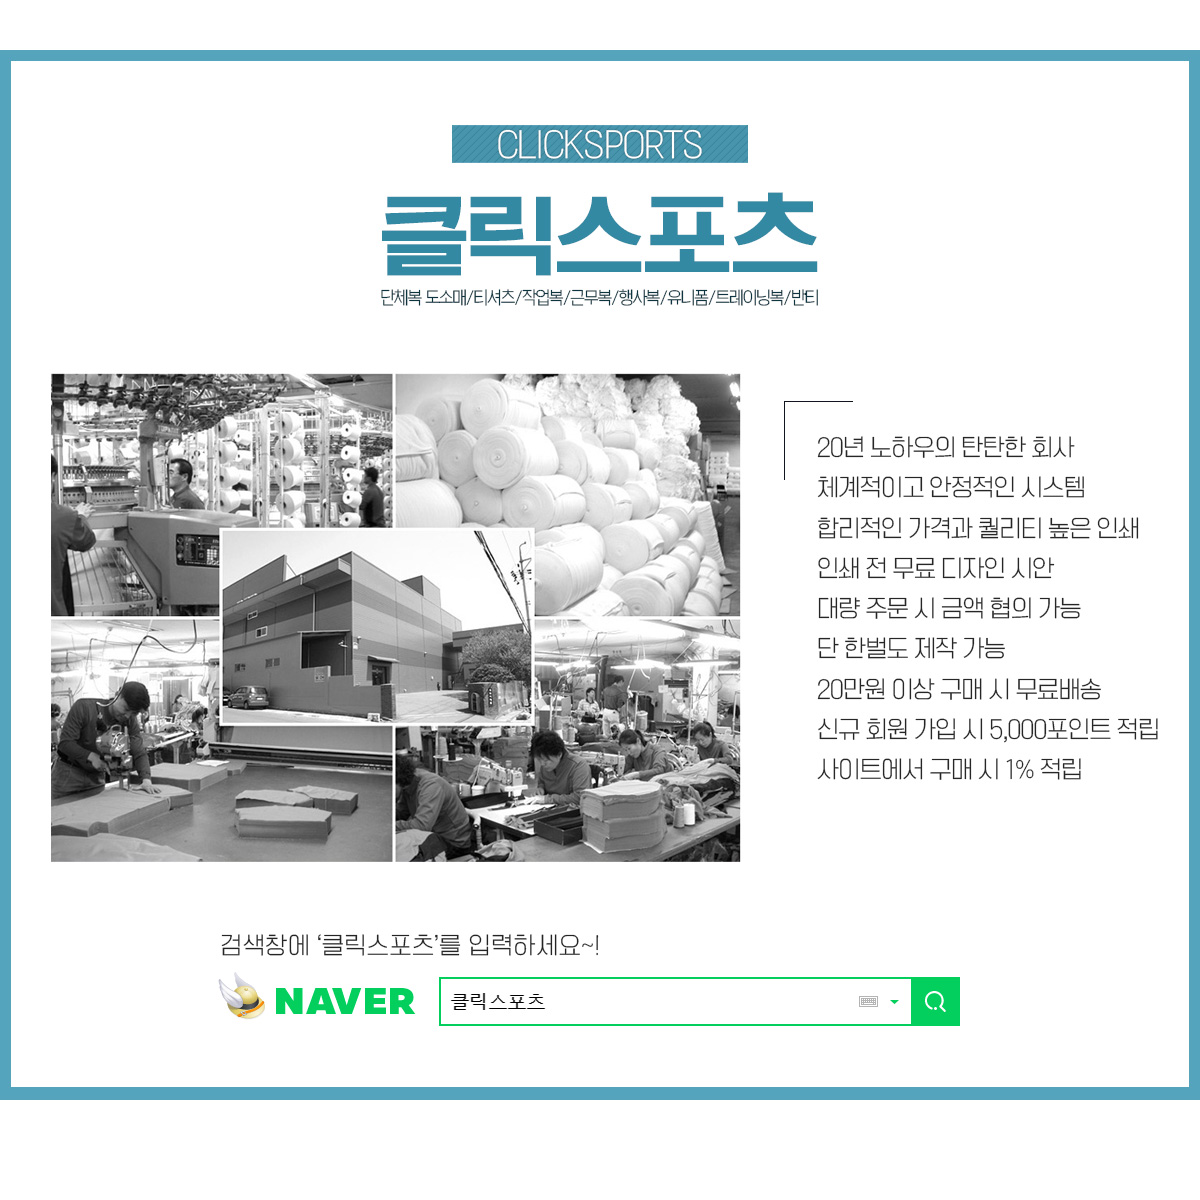 CLICKSPORTS
클릭스포츠
단체복 도소매/티셔츠/작업복/근무복/행사복/유니폼/트레이닝복/반티
20년 노하우의 탄탄한 회사
체계적이고 안정적인 시스템
합리적인 가격과 퀄리티 높은 인쇄
인쇄 전 무료 디자인 시안
대량 주문 시 금액 협의 가능
단 한벌도 제작 가능
20만원 이상 구매 시 무료배송
신규 회원 가입 시 5,000포인트 적립
사이트에서 구매 시 1% 적립
검색창에 ‘클릭스포츠’를 입력하세요~!
NAVER
클릭스포츠